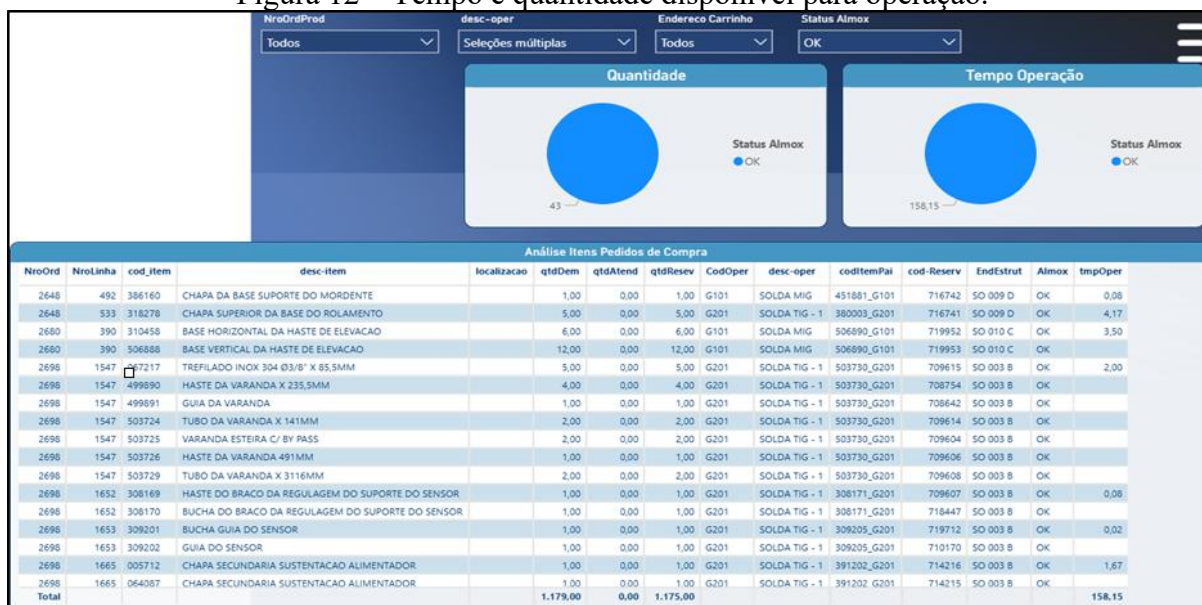 Figura 12 – Tempo e quantidade disponível para operação.
NroOrdProd desc-oper Endereco Carrinho Status Almox
Todos Seleções múltiplas Todos OK
Quantidade Tempo Operação
Status Almox Status Almox
OK OK
43 158,15
Análise Itens Pedidos de Compra
NroOrd NroLinha cod_item desc-item localizacao qtdDem qtdAtend qtdResev CodOper desc-oper codItemPai cod-Reserv EndEstrut Almox tmpOper
2648 492 386160 CHAPA DA BASE SUPORTE DO MORDENTE 1,00 0,00 1,00 G101 SOLDA MIG 451881_G101 716742 SO 009 D OK 0,08
2648 533 318278 CHAPA SUPERIOR DA BASE DO ROLAMENTO 5,00 0,00 5,00 G201 SOLDA TIG - 1 380003_G201 716741 SO 009 D OK 4,17
2680 390 310458 BASE HORIZONTAL DA HASTE DE ELEVACAO 6,00 0,00 6,00 G101 SOLDA MIG 506890_G101 719952 SO 010 C OK 3,50
2680 390 506888 BASE VERTICAL DA HASTE DE ELEVACAO 12,00 0,00 12,00 G101 SOLDA MIG 506890_G101 719953 SO 010 C OK
2698 1547 TREFILADO INOX 304 Ø3/8" X 85,5MM 5,00 0,00 5,00 G201 SOLDA TIG - 1 503730_G201 709615 SO 003 B OK 2,00
2698 1547 499890 HASTE DA VARANDA X 235,5MM 4,00 0,00 4,00 G201 SOLDA TIG - 1 503730_G201 708754 SO 003 B OK
2698 1547 499891 GUIA DA VARANDA 1,00 0,00 1,00 G201 SOLDA TIG - 1 503730_G201 708642 SO 003 B OK
2698 1547 503724 TUBO DA VARANDA X 141MM 2,00 0,00 2,00 G201 SOLDA TIG - 1 503730_G201 709614 SO 003 B OK
2698 1547 503725 VARANDA ESTEIRA C/ BY PASS 2,00 0,00 2,00 G201 SOLDA TIG - 1 503730_G201 709604 SO 003 B OK
2698 1547 503726 HASTE DA VARANDA 491MM 1,00 0,00 1,00 G201 SOLDA TIG - 1 503730_G201 709606 SO 003 B OK
2698 1547 503729 TUBO DA VARANDA X 3116MM 2,00 0,00 2,00 G201 SOLDA TIG - 1 503730_G201 709608 SO 003 B OK
2698 1652 308169 HASTE DO BRACO DA REGULAGEM DO SUPORTE DO SENSOR 1,00 0,00 1,00 G201 SOLDA TIG - 1 308171_G201 709607 SO 003 B OK 0,08
2698 1652 308170 BUCHA DO BRACO DA REGULAGEM DO SUPORTE DO SENSOR 1,00 0,00 1,00 G201 SOLDA TIG - 1 308171_G201 718447 SO 003 B OK
2698 1653 309201 BUCHA GUIA DO SENSOR 1,00 0,00 1,00 G201 SOLDA TIG - 1 309205_G201 719712 SO 003 B OK 0,02
2698 1653 309202 GUIA DO SENSOR 1,00 0,00 1,00 G201 SOLDA TIG - 1 309205_G201 710170 SO 003 B OK
2698 1665 005712 CHAPA SECUNDARIA SUSTENTACAO ALIMENTADOR 1,00 0,00 1,00 G201 SOLDA TIG - 1 391202_G201 714216 SO 003 B OK 1,67
2698 1665 064087 CHAPA SECUNDARIA SUSTENTACAO ALIMENTADOR 1,00 0,00 1,00 G201 SOLDA TIG - 1 391202_G201 714215 SO 003 B OK
Total 1.179,00 0,00 1.175,00 158,15